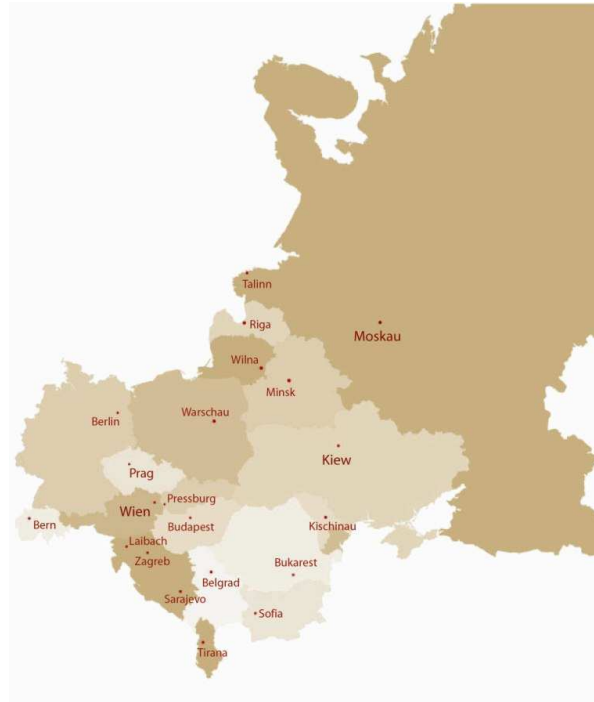 Talinn
Riga
Moskau
Wilna
Minsk
Warschau
Berlin
Kiew
Prag
Pressburg
Wien
Bern
Budapest
Kischinau
Laibach
Zagreb
Bukarest
Belgrad
Sarajevo
Sofia
Tirana